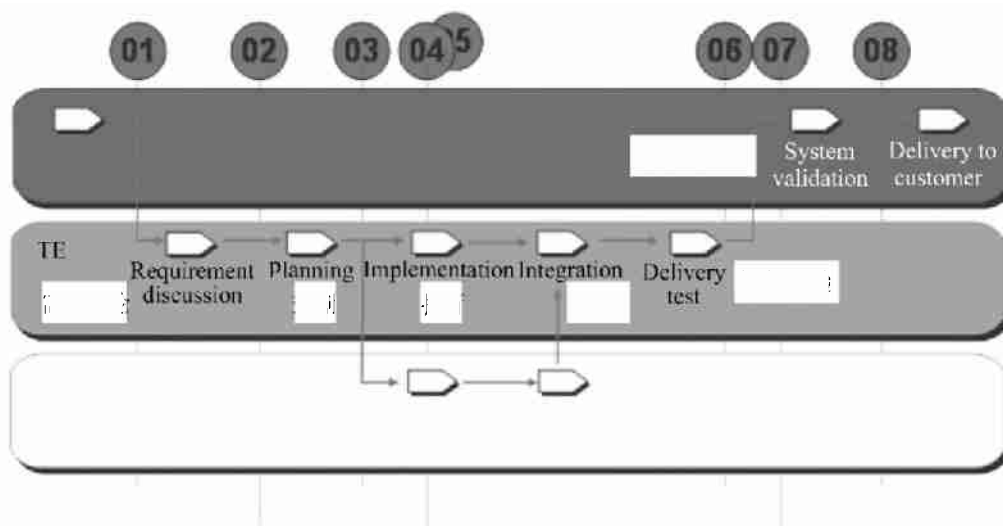 01 02 03 04 05 06 07 08
System
validation
Delivery to
customer
TE
Requirement
discussion
Planning
Implementation
Integration
Delivery
test